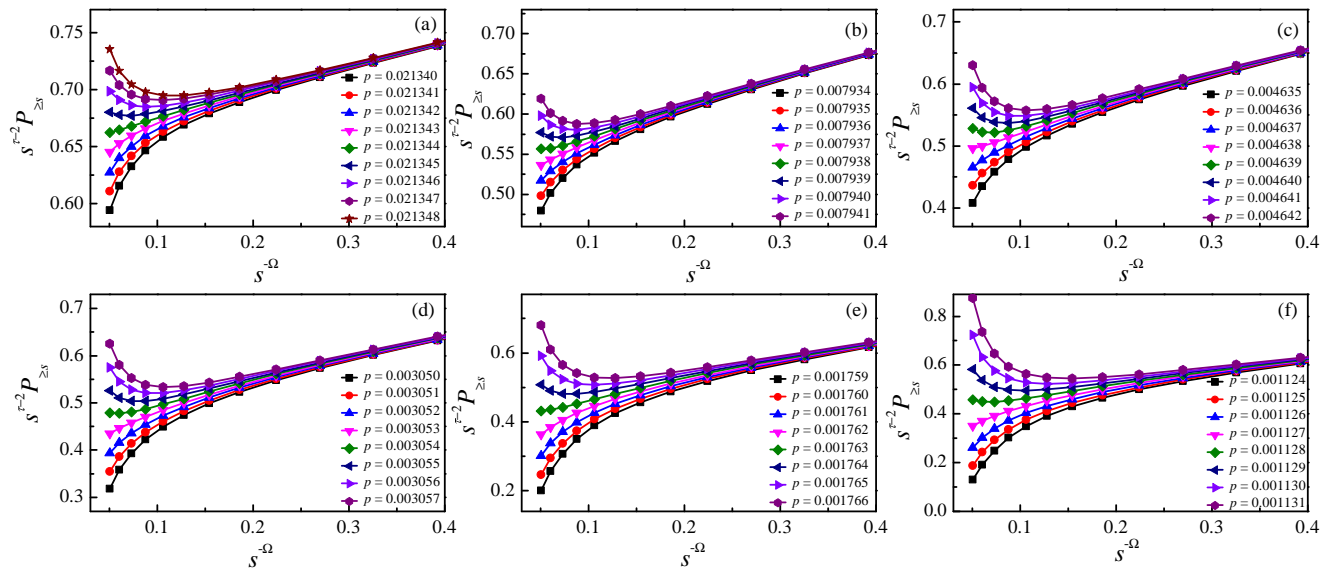 (a)
s^{τ−2}P_{≥s}
0.75
0.70
0.65
0.60
p = 0.021340
p = 0.021341
p = 0.021342
p = 0.021343
p = 0.021344
p = 0.021345
p = 0.021346
p = 0.021347
p = 0.021348
0.1 0.2 0.3 0.4
s^{-Ω}
(b)
s^{τ−2}P_{≥s}
0.70
0.65
0.60
0.55
0.50
p = 0.007934
p = 0.007935
p = 0.007936
p = 0.007937
p = 0.007938
p = 0.007939
p = 0.007940
p = 0.007941
0.1 0.2 0.3 0.4
s^{-Ω}
(c)
s^{τ−2}P_{≥s}
0.7
0.6
0.5
0.4
p = 0.004635
p = 0.004636
p = 0.004637
p = 0.004638
p = 0.004639
p = 0.004640
p = 0.004641
p = 0.004642
0.1 0.2 0.3 0.4
s^{-Ω}
(d)
s^{τ−2}P_{≥s}
0.7
0.6
0.5
0.4
0.3
p = 0.003050
p = 0.003051
p = 0.003052
p = 0.003053
p = 0.003054
p = 0.003055
p = 0.003056
p = 0.003057
0.1 0.2 0.3 0.4
s^{-Ω}
(e)
s^{τ−2}P_{≥s}
0.6
0.4
0.2
p = 0.001759
p = 0.001760
p = 0.001761
p = 0.001762
p = 0.001763
p = 0.001764
p = 0.001765
p = 0.001766
0.1 0.2 0.3 0.4
s^{-Ω}
(f)
s^{τ−2}P_{≥s}
0.8
0.6
0.4
0.2
0.0
p = 0.001124
p = 0.001125
p = 0.001126
p = 0.001127
p = 0.001128
p = 0.001129
p = 0.001130
p = 0.001131
0.1 0.2 0.3 0.4
s^{-Ω}